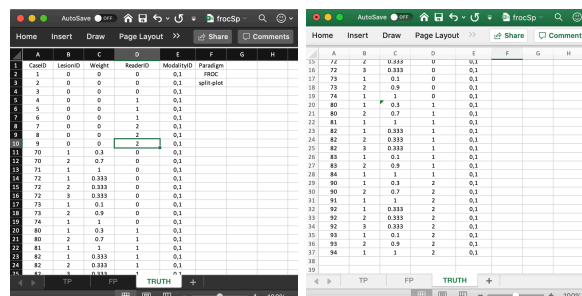 AutoSave OFF frocSp
Home Insert Draw Page Layout >> Share Comments
A B C D E F G H
1 CaseID LesionID Weight ReaderID ModalityID Paradigm
2 1 0 0 0 0,1 FROC
3 2 0 0 0 0,1 split-plot
4 3 0 0 0 0,1
5 4 0 0 1 0,1
6 5 0 0 1 0,1
7 6 0 0 1 0,1
8 7 0 0 2 0,1
9 8 0 0 2 0,1
10 9 0 0 2 0,1
11 70 1 0.3 0 0,1
12 70 2 0.7 0 0,1
13 71 1 1 0 0,1
14 72 1 0.333 0 0,1
15 72 2 0.333 0 0,1
16 72 3 0.333 0 0,1
17 73 1 0.1 0 0,1
18 73 2 0.9 0 0,1
19 74 1 1 0 0,1
20 80 1 0.3 1 0,1
21 80 2 0.7 1 0,1
22 81 1 1 1 0,1
23 82 1 0.333 1 0,1
24 82 2 0.333 1 0,1
25 82 3 0.333 1 0,1
TP FP TRUTH +
AutoSave OFF frocSp
Home Insert Draw Page Layout >> Share Comments
A B C D E F G H
15 72 2 0.333 0 0,1
16 72 3 0.333 0 0,1
17 73 1 0.1 0 0,1
18 73 2 0.9 0 0,1
19 74 1 1 0 0,1
20 80 1 0.3 1 0,1
21 80 2 0.7 1 0,1
22 81 1 1 1 0,1
23 82 1 0.333 1 0,1
24 82 2 0.333 1 0,1
25 82 3 0.333 1 0,1
26 83 1 0.1 1 0,1
27 83 2 0.9 1 0,1
28 84 1 1 1 0,1
29 90 1 0.3 2 0,1
30 90 2 0.7 2 0,1
31 91 1 1 2 0,1
32 92 1 0.333 2 0,1
33 92 2 0.333 2 0,1
34 92 3 0.333 2 0,1
35 93 1 0.1 2 0,1
36 93 2 0.9 2 0,1
37 94 1 1 2 0,1
38
39
TP FP TRUTH +